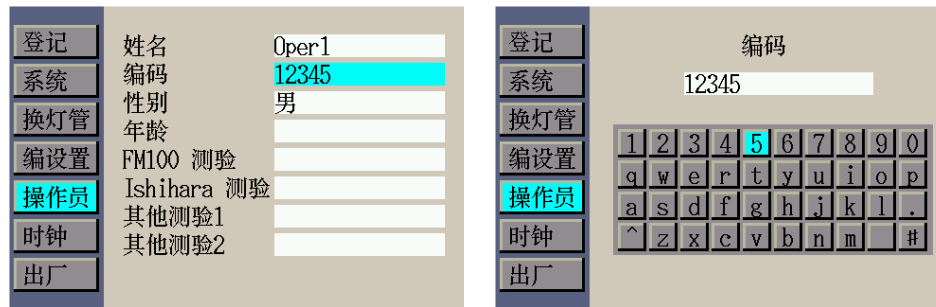 登记
系统
换灯管
编设置
操作员
时钟
出厂
姓名 Oper1
编码 12345
性别 男
年龄
FM100 测验
Ishihara 测验
其他测验1
其他测验2
登记
系统
换灯管
编设置
操作员
时钟
出厂
编码
12345
1 2 3 4 5 6 7 8 9 0
q w e r t y u i o p
a s d f g h j k l .
^ z x c v b n m #